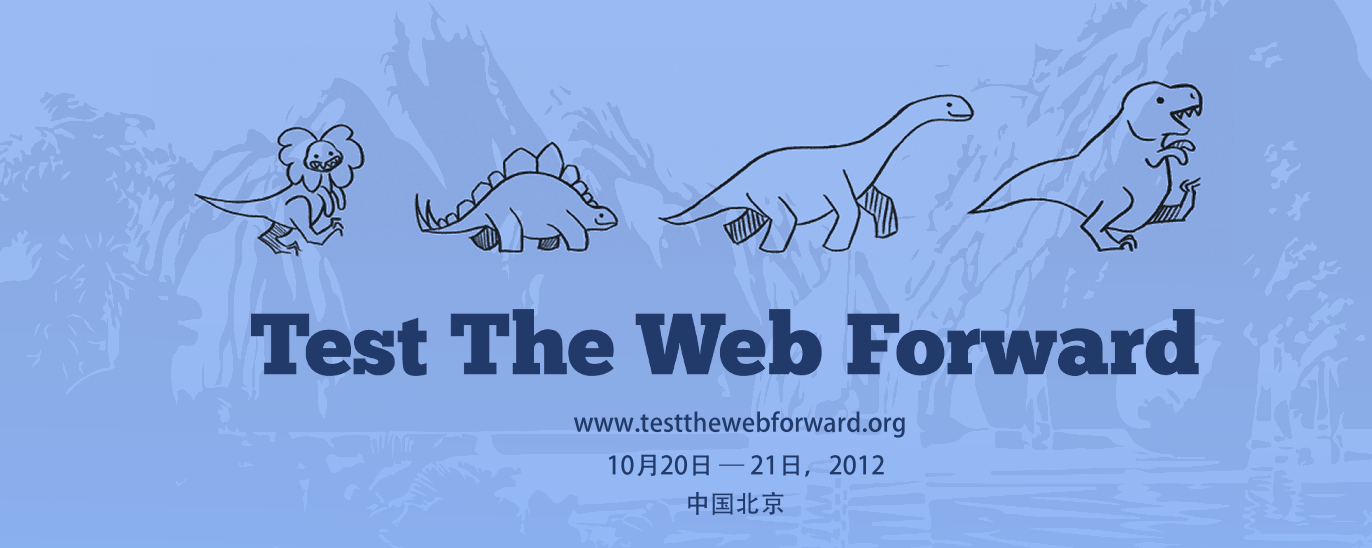 Test The Web Forward
www.testthewebforward.org
10月20日 — 21日，2012
中国北京